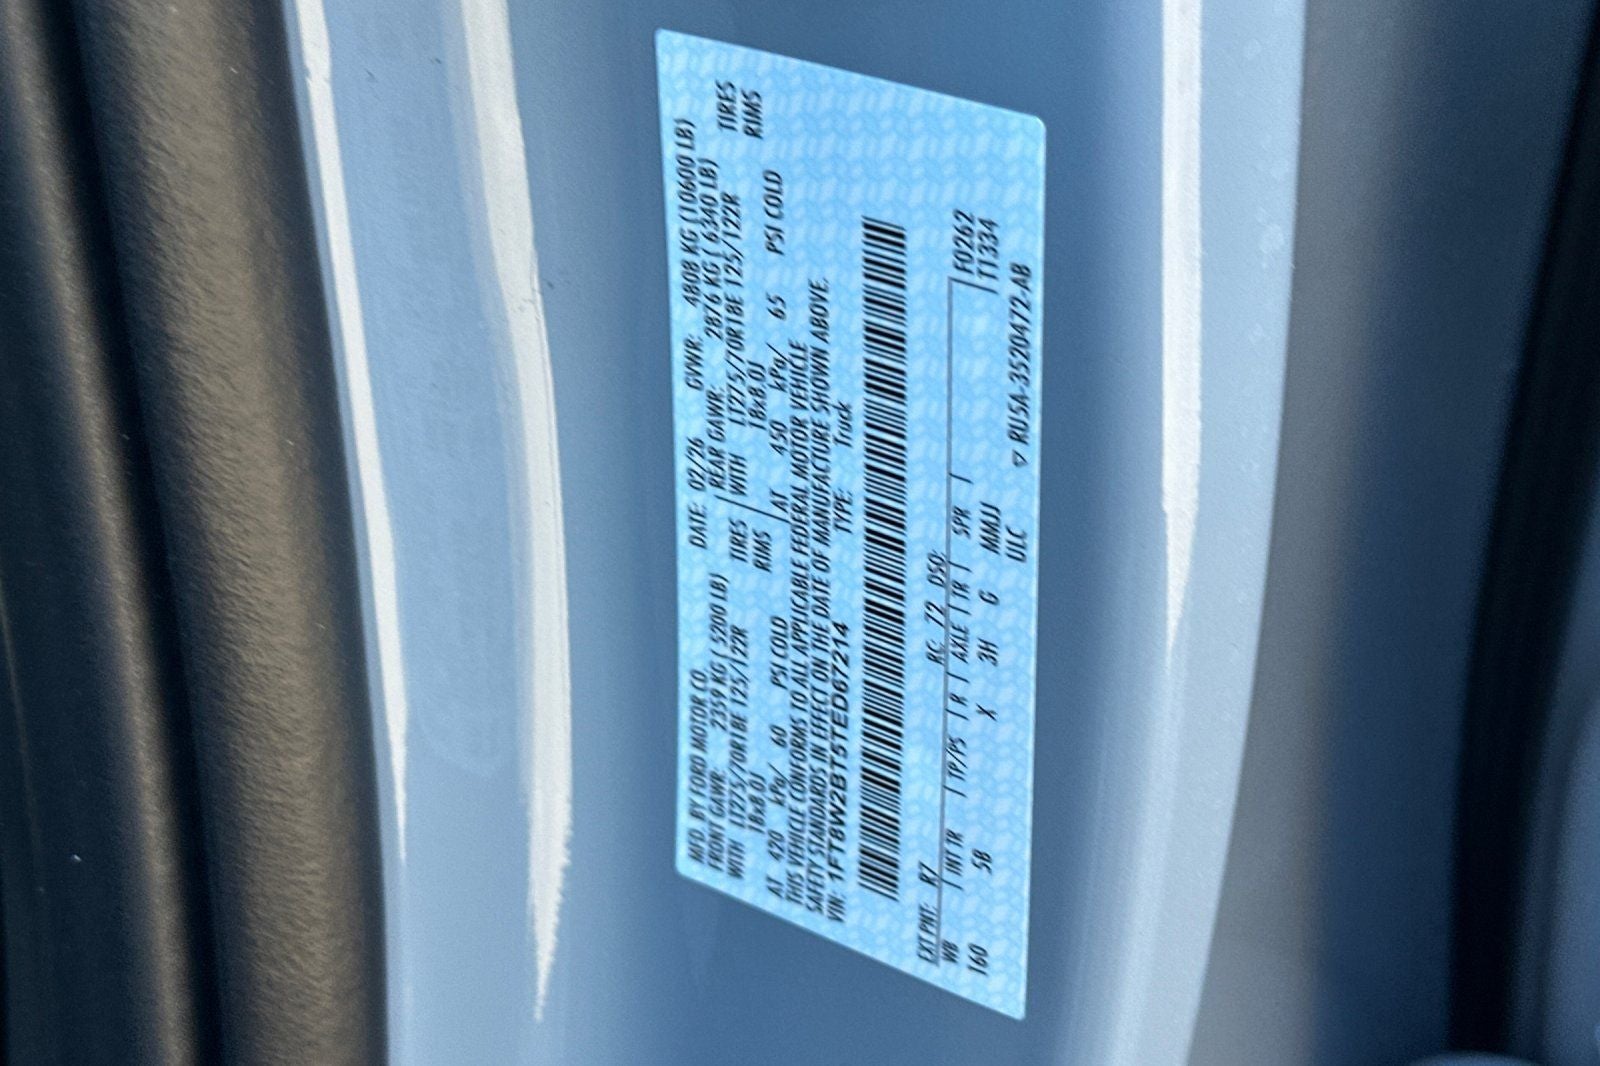 MFD. BY FORD MOTOR CO. DATE: 02/26 GVWR: 4808 KG (10600 LB)
FRONT GAWR: 2359 KG ( 5200 LB) REAR GAWR: 2876 KG ( 6340 LB)
WITH LT275/70R18E 125/122R TIRES WITH LT275/70R18E 125/122R TIRES
18x8.0J RIMS 18x8.0J RIMS
AT 420 kPa/ 60 PSI COLD AT 450 kPa/ 65 PSI COLD
THIS VEHICLE CONFORMS TO ALL APPLICABLE FEDERAL MOTOR VEHICLE
SAFETY STANDARDS IN EFFECT ON THE DATE OF MANUFACTURE SHOWN ABOVE.
VIN: 1FT8W2BT5TED67214 TYPE: Truck
EXT PNT: KZ RC: 72 DSO: F0262
WB | INT TR | TP/PS | R | AXLE | TR | SPR | T1334
160 5B X 3H G MMJJ
UTC ▽ RU5A-3520472-AB